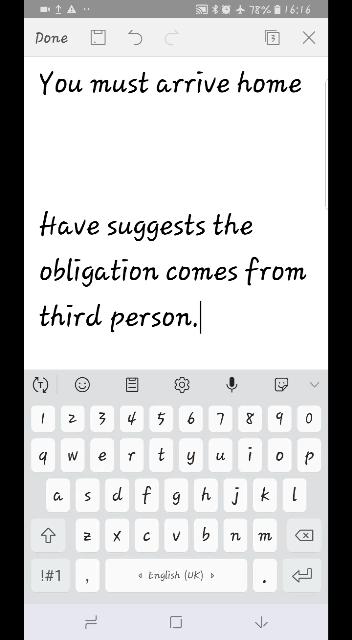 78% 16:16
Done
3
You must arrive home
Have suggests the
obligation comes from
third person.
1 2 3 4 5 6 7 8 9 0
q w e r t y u i o p
a s d f g h j k l
z x c v b n m
!#1 , English (UK) .